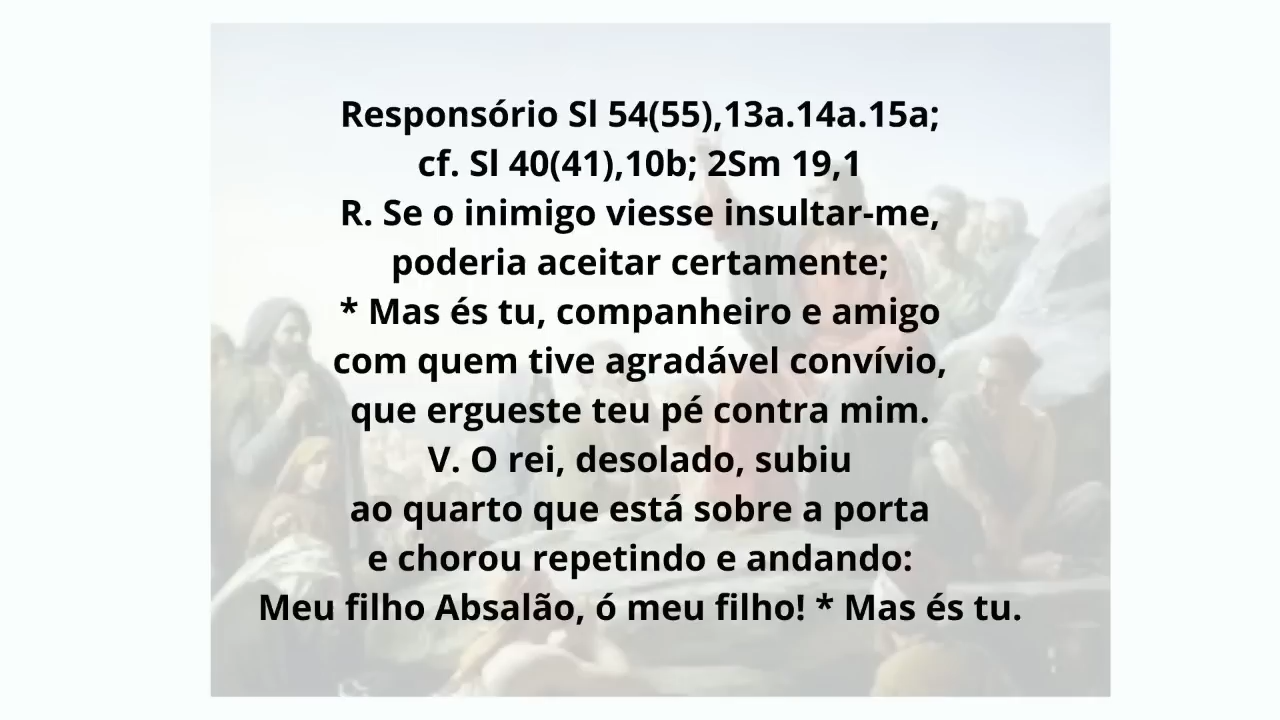 Responsório Sl 54(55),13a.14a.15a;
cf. Sl 40(41),10b; 2Sm 19,1
R. Se o inimigo viesse insultar-me,
poderia aceitar certamente;
* Mas és tu, companheiro e amigo
com quem tive agradável convívio,
que ergueste teu pé contra mim.
V. O rei, desolado, subiu
ao quarto que está sobre a porta
e chorou repetindo e andando:
Meu filho Absalão, ó meu filho! * Mas és tu.